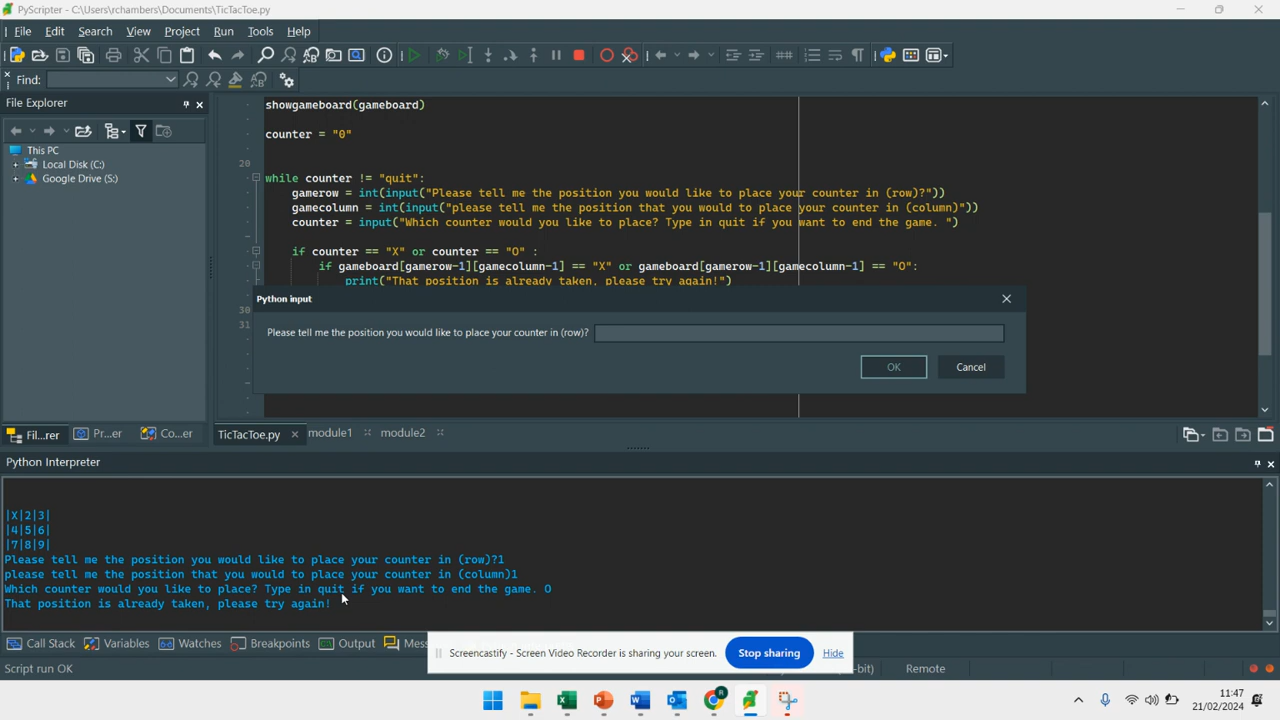 PyScripter - C:\Users\rchambers\Documents\TicTacToe.py
File Edit Search View Project Run Tools Help
Find:
File Explorer
This PC
Local Disk (C:)
Google Drive (S:)
showgameboard(gameboard)
counter = "0"
20
while counter != "quit":
gamerow = int(input("Please tell me the position you would like to place your counter in (row)?"))
gamecolumn = int(input("please tell me the position that you would to place your counter in (column)"))
counter = input("Which counter would you like to place? Type in quit if you want to end the game. ")
if counter == "X" or counter == "O" :
if gameboard[gamerow-1][gamecolumn-1] == "X" or gameboard[gamerow-1][gamecolumn-1] == "O":
print("That position is already taken, please try again!")
30
31
Python input
Please tell me the position you would like to place your counter in (row)?
OK Cancel
Fil...rer Pr...er Co...er
TicTacToe.py module1 module2
Python Interpreter
|X|2|3|
|4|5|6|
|7|8|9|
Please tell me the position you would like to place your counter in (row)?1
please tell me the position that you would to place your counter in (column)1
Which counter would you like to place? Type in quit if you want to end the game. O
That position is already taken, please try again!
Call Stack Variables Watches Breakpoints Output Mess
Screencastify - Screen Video Recorder is sharing your screen. Stop sharing Hide
Script run OK
-bit) Remote
11:47
21/02/2024